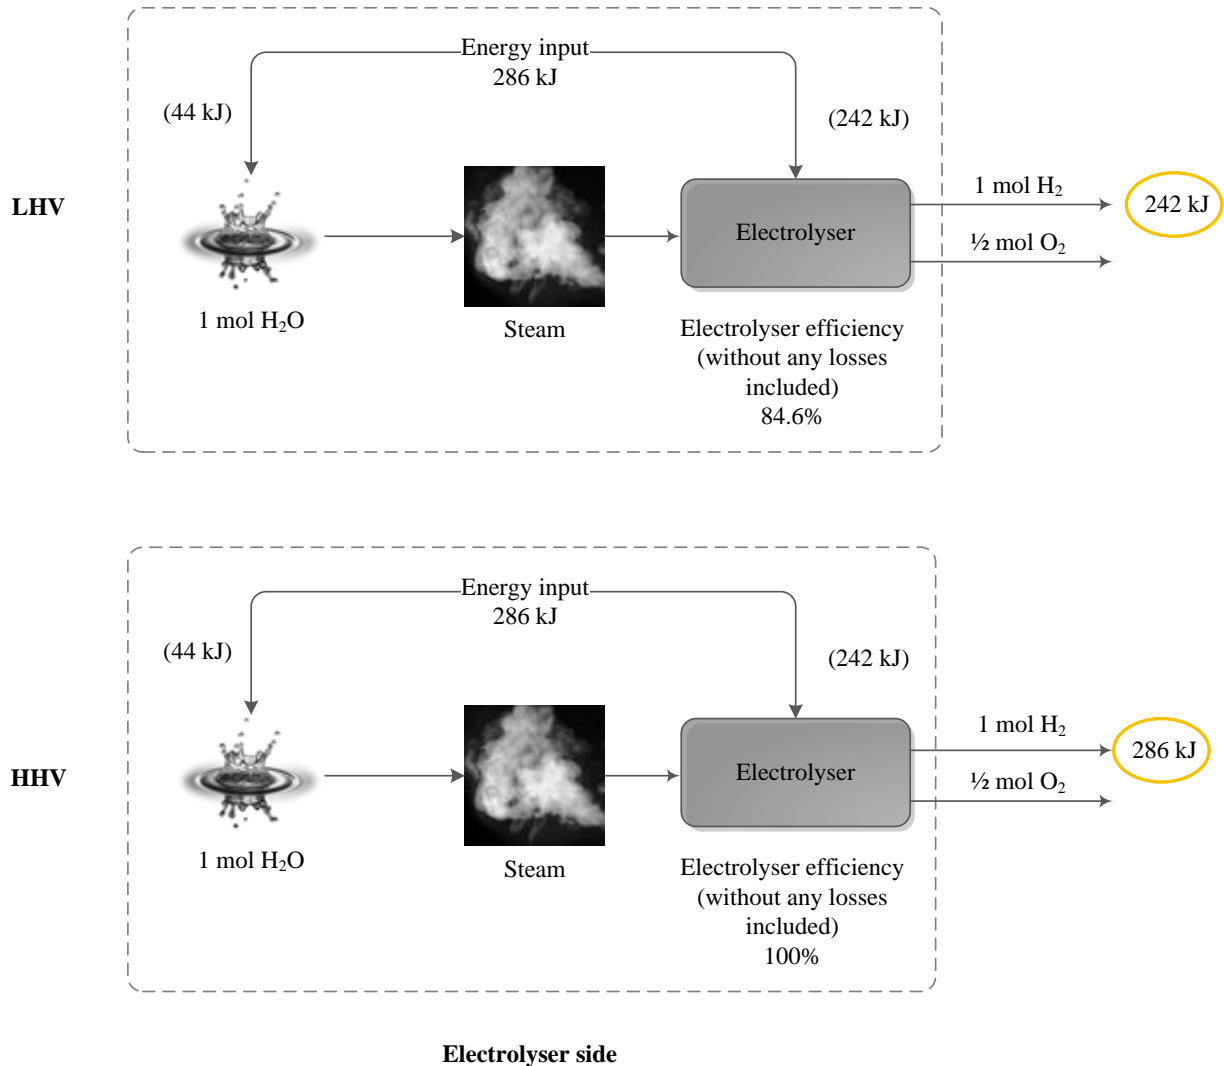 Energy input
286 kJ
(44 kJ)
(242 kJ)
LHV
1 mol H₂
242 kJ
Electrolyser
½ mol O₂
1 mol H₂O
Steam
Electrolyser efficiency
(without any losses
included)
84.6%
Energy input
286 kJ
(44 kJ)
(242 kJ)
HHV
1 mol H₂
286 kJ
Electrolyser
½ mol O₂
1 mol H₂O
Steam
Electrolyser efficiency
(without any losses
included)
100%
Electrolyser side